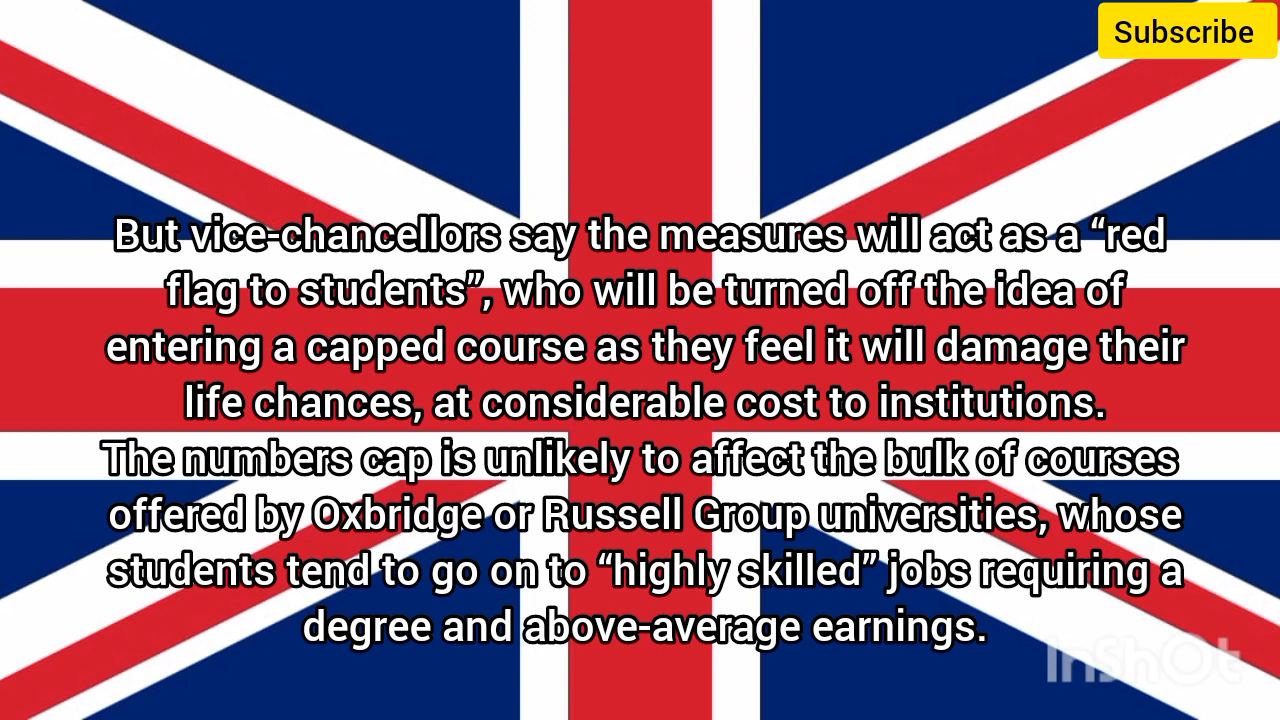 Subscribe
But vice-chancellors say the measures will act as a “red
flag to students”, who will be turned off the idea of
entering a capped course as they feel it will damage their
life chances, at considerable cost to institutions.
The numbers cap is unlikely to affect the bulk of courses
offered by Oxbridge or Russell Group universities, whose
students tend to go on to “highly skilled” jobs requiring a
degree and above-average earnings.
InShOt